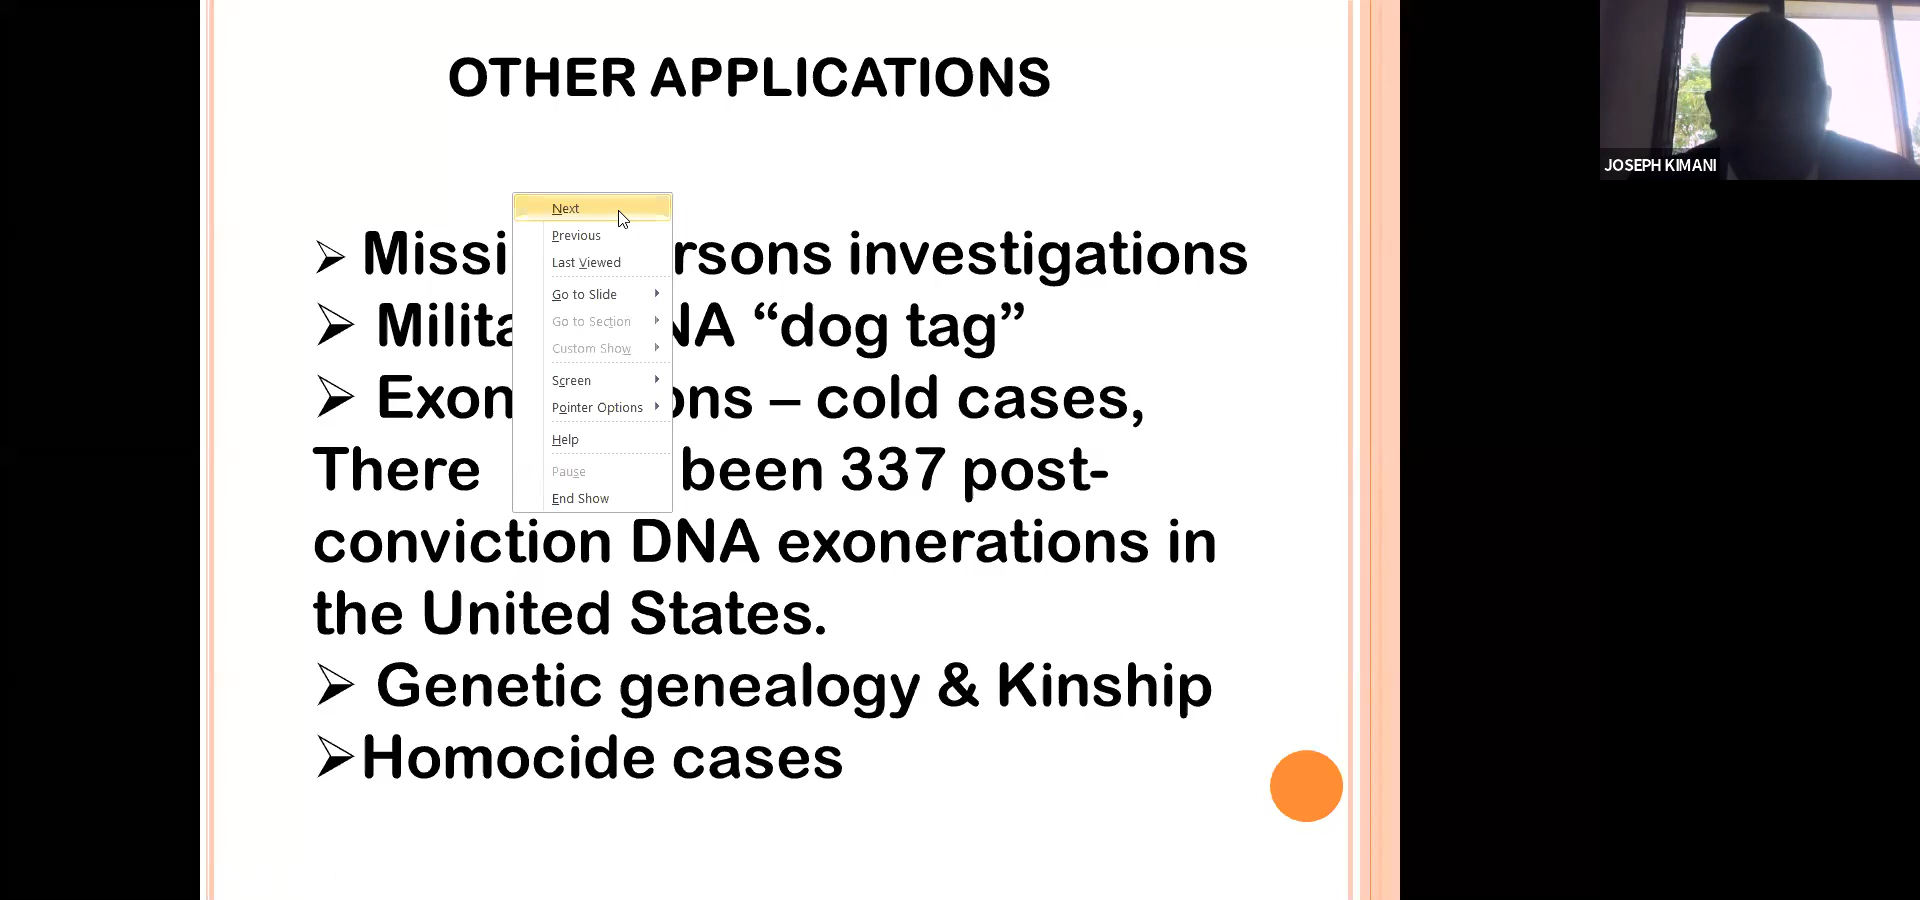 OTHER APPLICATIONS
JOSEPH KIMANI
Next
Previous
Last Viewed
Go to Slide
Go to Section
Custom Show
Screen
Pointer Options
Help
Pause
End Show
➢ Missi rsons investigations
➢ Milita NA “dog tag”
➢ Exon ons – cold cases,
There been 337 post-
conviction DNA exonerations in
the United States.
➢ Genetic genealogy & Kinship
➢Homocide cases